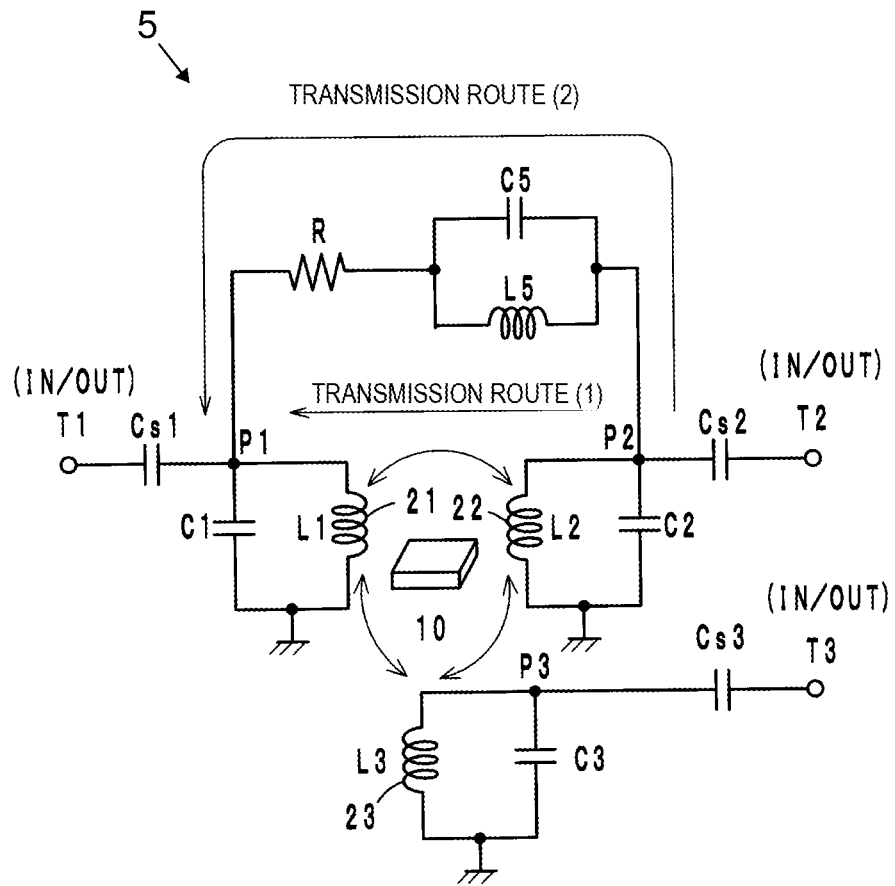 5
TRANSMISSION ROUTE (2)
C5
R
L5
(IN/OUT)
T1
Cs1
TRANSMISSION ROUTE (1)
(IN/OUT)
T2
Cs2
P1
P2
C1
L1
21
22
L2
C2
10
(IN/OUT)
T3
Cs3
P3
L3
C3
23